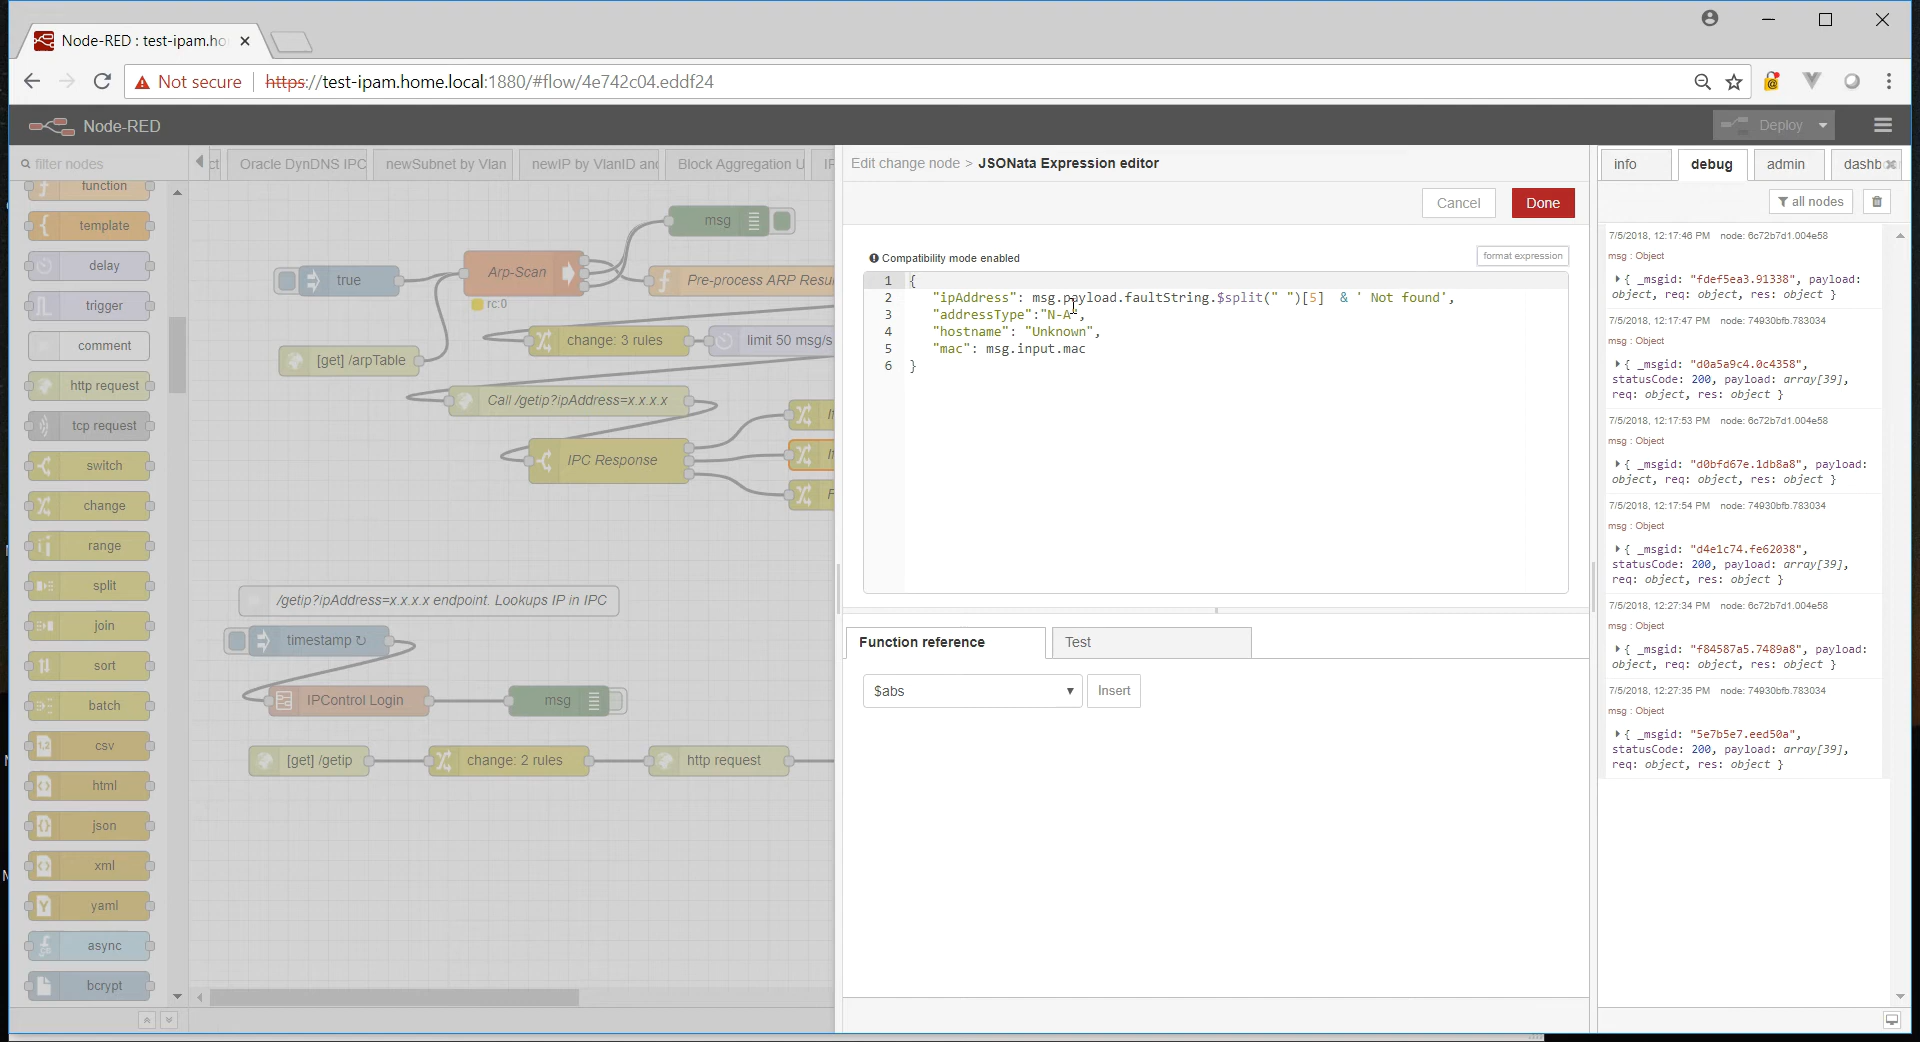 Node-RED : test-ipam.ho
Not secure
https://test-ipam.home.local:1880/#flow/4e742c04.eddf24
Node-RED
Deploy
filter nodes
function
template
delay
trigger
comment
http request
tcp request
switch
change
range
split
join
sort
batch
csv
html
json
xml
yaml
async
bcrypt
ct
Oracle DynDNS IPC
newSubnet by Vlan
newIP by VlanID and
Block Aggregation U
msg
true
Arp-Scan
Pre-process ARP Resu
rc:0
change: 3 rules
limit 50 msg/s
[get] /arpTable
Call /getip?ipAddress=x.x.x.x
IPC Response
/getip?ipAddress=x.x.x.x endpoint. Lookups IP in IPC
timestamp ↻
IPControl Login
msg
[get] /getip
change: 2 rules
http request
Edit change node > JSONata Expression editor
Cancel
Done
Compatibility mode enabled
format expression
1 {
2 "ipAddress": msg.payload.faultString.$split(" ")[5] & ' Not found',
3 "addressType":"N-A",
4 "hostname": "Unknown",
5 "mac": msg.input.mac
6 }
Function reference
Test
$abs
Insert
info
debug
admin
dashb
all nodes
7/5/2018, 12:17:46 PM node: 6c72b7d1.004e58
msg : Object
{ _msgid: "fdef5ea3.91338", payload:
object, req: object, res: object }
7/5/2018, 12:17:47 PM node: 74930bfb.783034
msg : Object
{ _msgid: "d0a5a9c4.0c4358",
statusCode: 200, payload: array[39],
req: object, res: object }
7/5/2018, 12:17:53 PM node: 6c72b7d1.004e58
msg : Object
{ _msgid: "d0bfd67e.1db8a8", payload:
object, req: object, res: object }
7/5/2018, 12:17:54 PM node: 74930bfb.783034
msg : Object
{ _msgid: "d4e1c74.fe62038",
statusCode: 200, payload: array[39],
req: object, res: object }
7/5/2018, 12:27:34 PM node: 6c72b7d1.004e58
msg : Object
{ _msgid: "f84587a5.7489a8", payload:
object, req: object, res: object }
7/5/2018, 12:27:35 PM node: 74930bfb.783034
msg : Object
{ _msgid: "5e7b5e7.eed50a",
statusCode: 200, payload: array[39],
req: object, res: object }